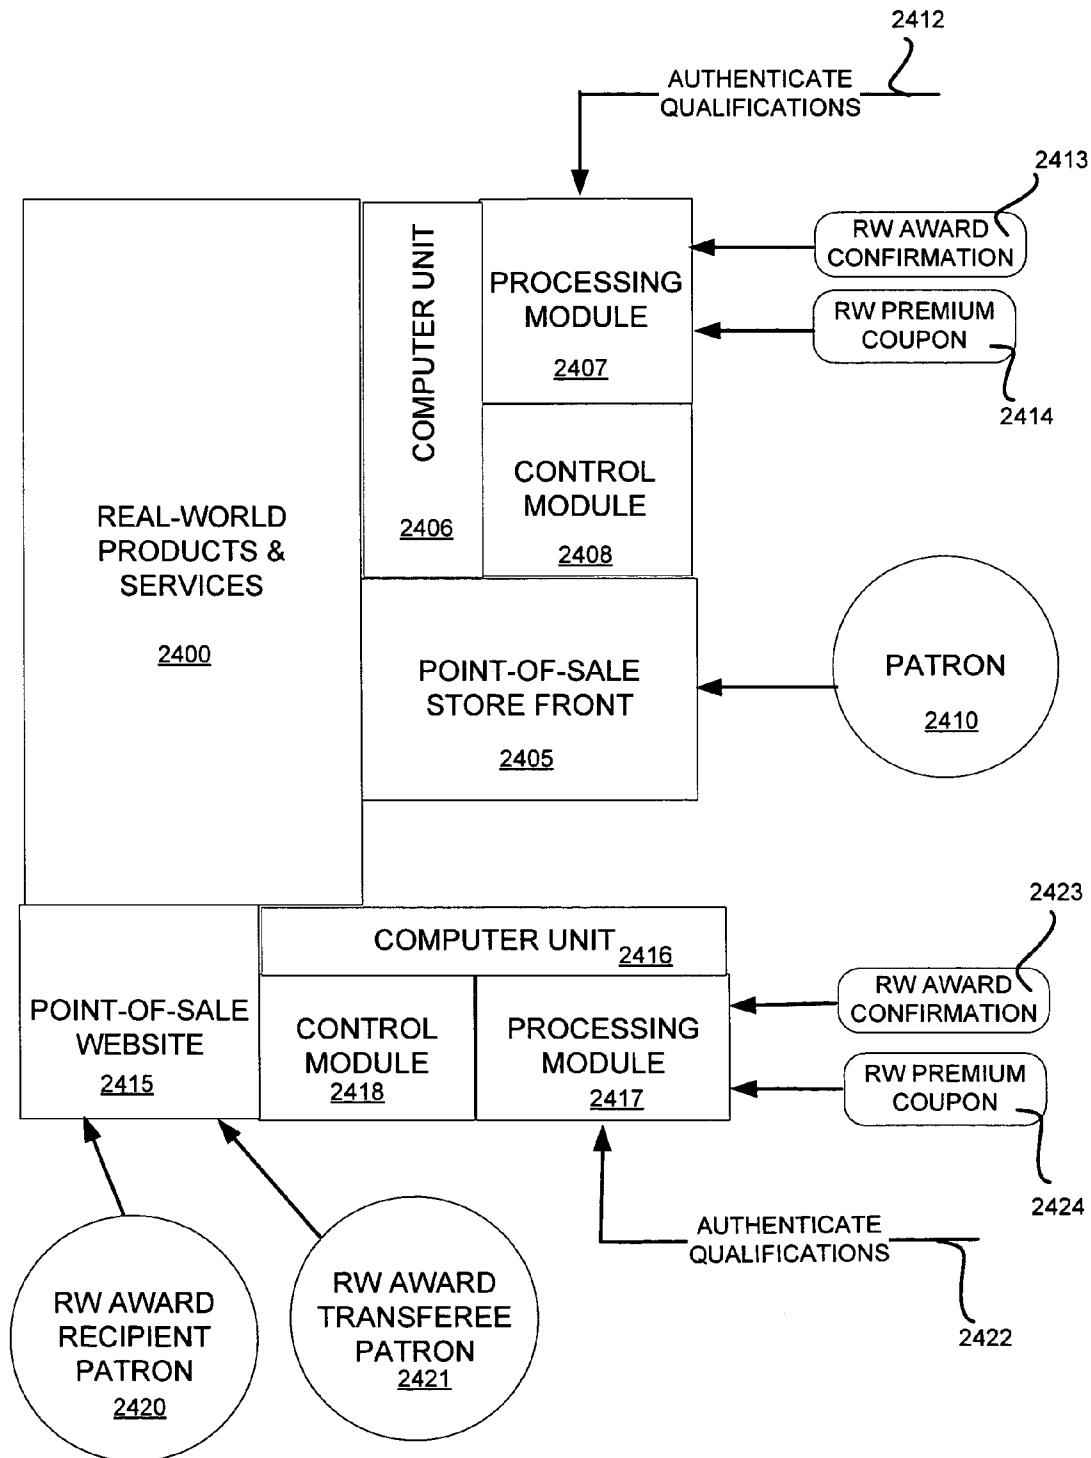 2412
AUTHENTICATE
QUALIFICATIONS
2413
RW AWARD
CONFIRMATION
RW PREMIUM
COUPON
2414
COMPUTER UNIT
2406
PROCESSING
MODULE
2407
CONTROL
MODULE
2408
REAL-WORLD
PRODUCTS &
SERVICES
2400
POINT-OF-SALE
STORE FRONT
2405
PATRON
2410
2423
COMPUTER UNIT 2416
RW AWARD
CONFIRMATION
POINT-OF-SALE
WEBSITE
2415
CONTROL
MODULE
2418
PROCESSING
MODULE
2417
RW PREMIUM
COUPON
2424
AUTHENTICATE
QUALIFICATIONS
2422
RW AWARD
RECIPIENT
PATRON
2420
RW AWARD
TRANSFEREE
PATRON
2421